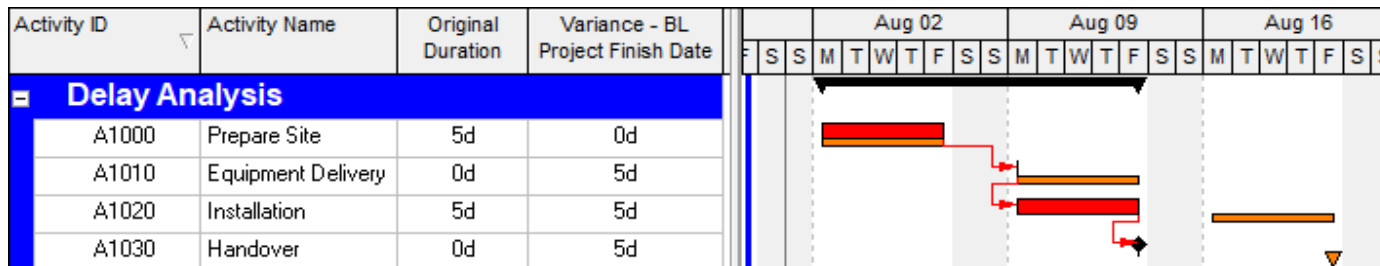 Activity ID Activity Name Original Duration Variance - BL Project Finish Date Aug 02 Aug 09 Aug 16
F S S M T W T F S S M T W T F S S M T W T F S S
Delay Analysis
A1000 Prepare Site 5d 0d
A1010 Equipment Delivery 0d 5d
A1020 Installation 5d 5d
A1030 Handover 0d 5d